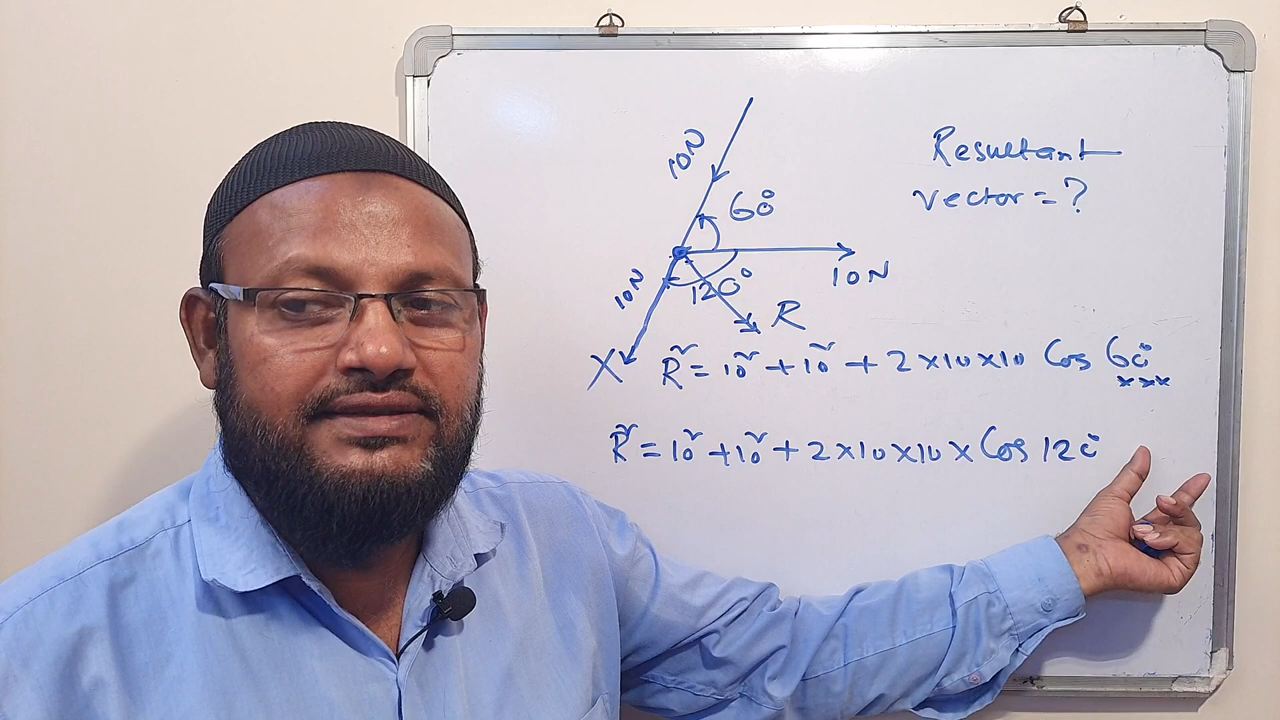 10N
Resultant
vector = ?
60°
10N
10N
120°
R
X
R² = 10² + 10² + 2×10×10 Cos 60°
×××
R² = 10² + 10² + 2×10×10× Cos 120°